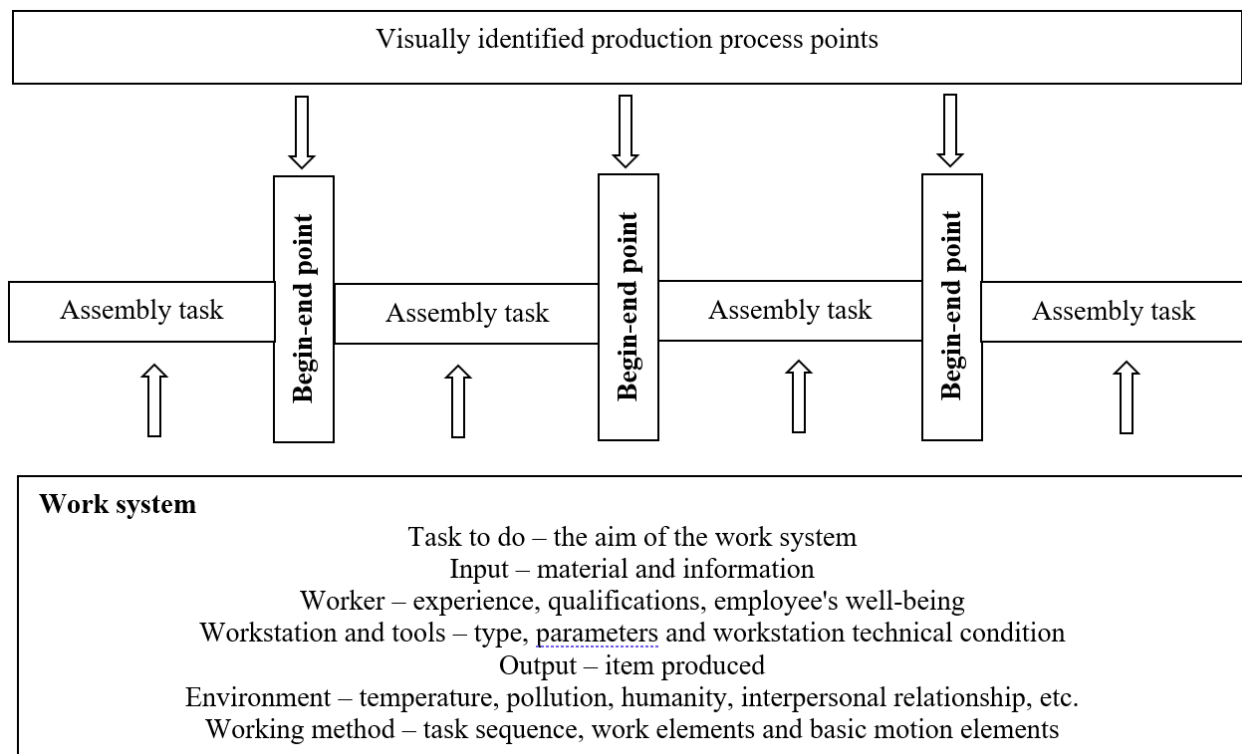 Visually identified production process points
Begin-end point
Begin-end point
Begin-end point
Assembly task
Assembly task
Assembly task
Assembly task
Work system
Task to do – the aim of the work system
Input – material and information
Worker – experience, qualifications, employee's well-being
Workstation and tools – type, parameters and workstation technical condition
Output – item produced
Environment – temperature, pollution, humanity, interpersonal relationship, etc.
Working method – task sequence, work elements and basic motion elements